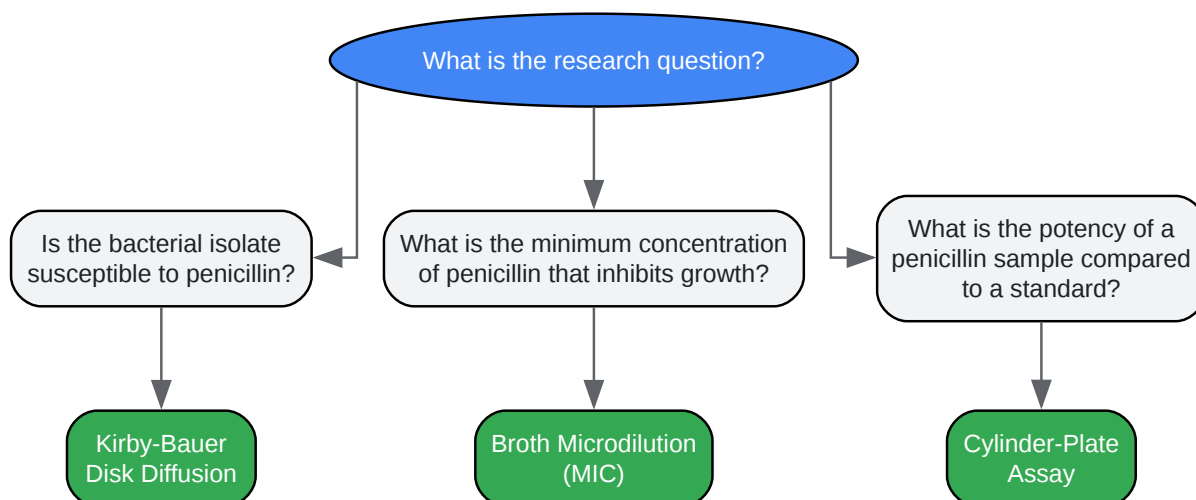 What is the research question?
Is the bacterial isolate
susceptible to penicillin?
What is the minimum concentration
of penicillin that inhibits growth?
What is the potency of a
penicillin sample compared
to a standard?
Kirby-Bauer
Disk Diffusion
Broth Microdilution
(MIC)
Cylinder-Plate
Assay